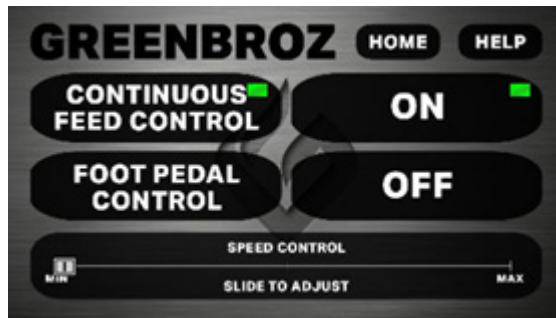 GREENBROZ HOME HELP
CONTINUOUS
FEED CONTROL
ON
FOOT PEDAL
CONTROL
OFF
SPEED CONTROL
MIN MAX
SLIDE TO ADJUST